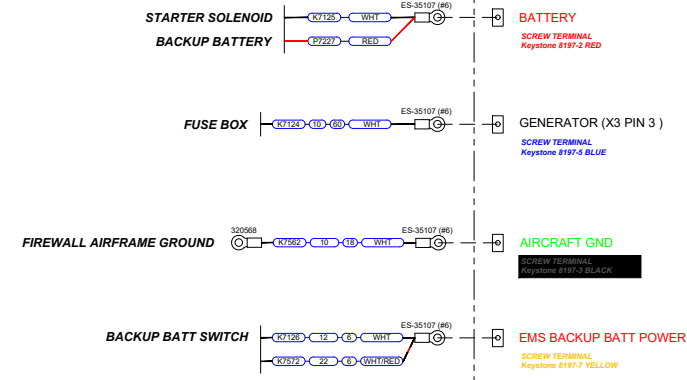 ES-35107 (#6)
STARTER SOLENOID K7125 WHT BATTERY
BACKUP BATTERY P7227 RED
SCREW TERMINAL
Keystone 8197-2 RED
ES-35107 (#6)
FUSE BOX K7124 10 60 WHT GENERATOR (X3 PIN 3 )
SCREW TERMINAL
Keystone 8197-5 BLUE
320568 ES-35107 (#6)
FIREWALL AIRFRAME GROUND K7562 10 18 WHT AIRCRAFT GND
SCREW TERMINAL
Keystone 8197-3 BLACK
ES-35107 (#6)
BACKUP BATT SWITCH K7126 12 6 WHT EMS BACKUP BATT POWER
K7572 22 6 WHT/RED
SCREW TERMINAL
Keystone 8197-7 YELLOW